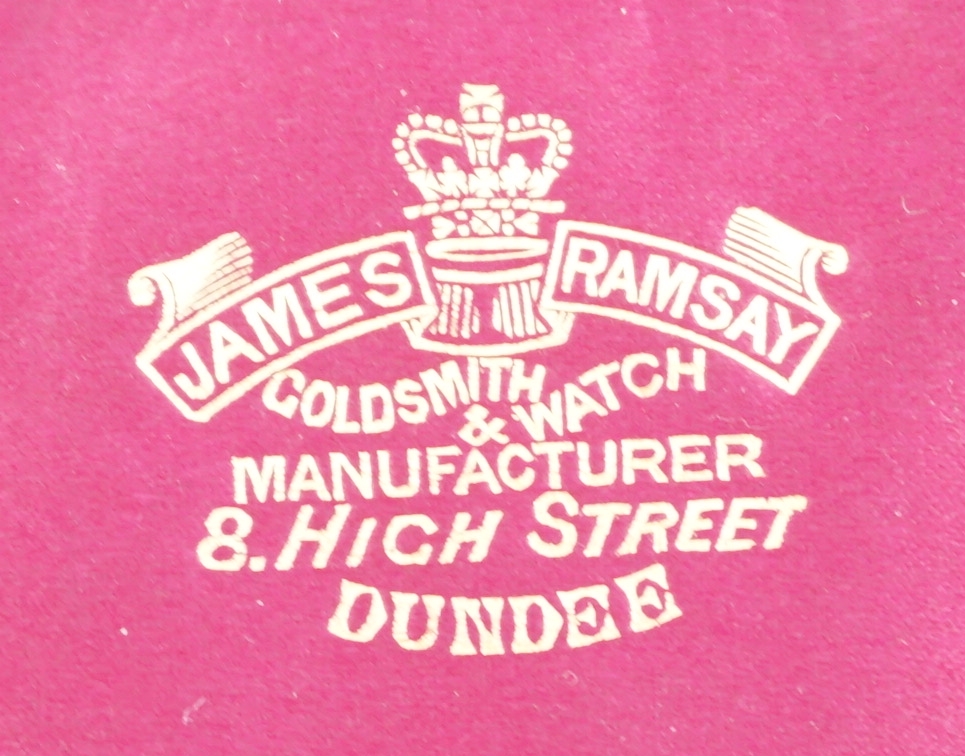 JAMES RAMSAY
GOLDSMITH & WATCH
MANUFACTURER
8. HIGH STREET
DUNDEE